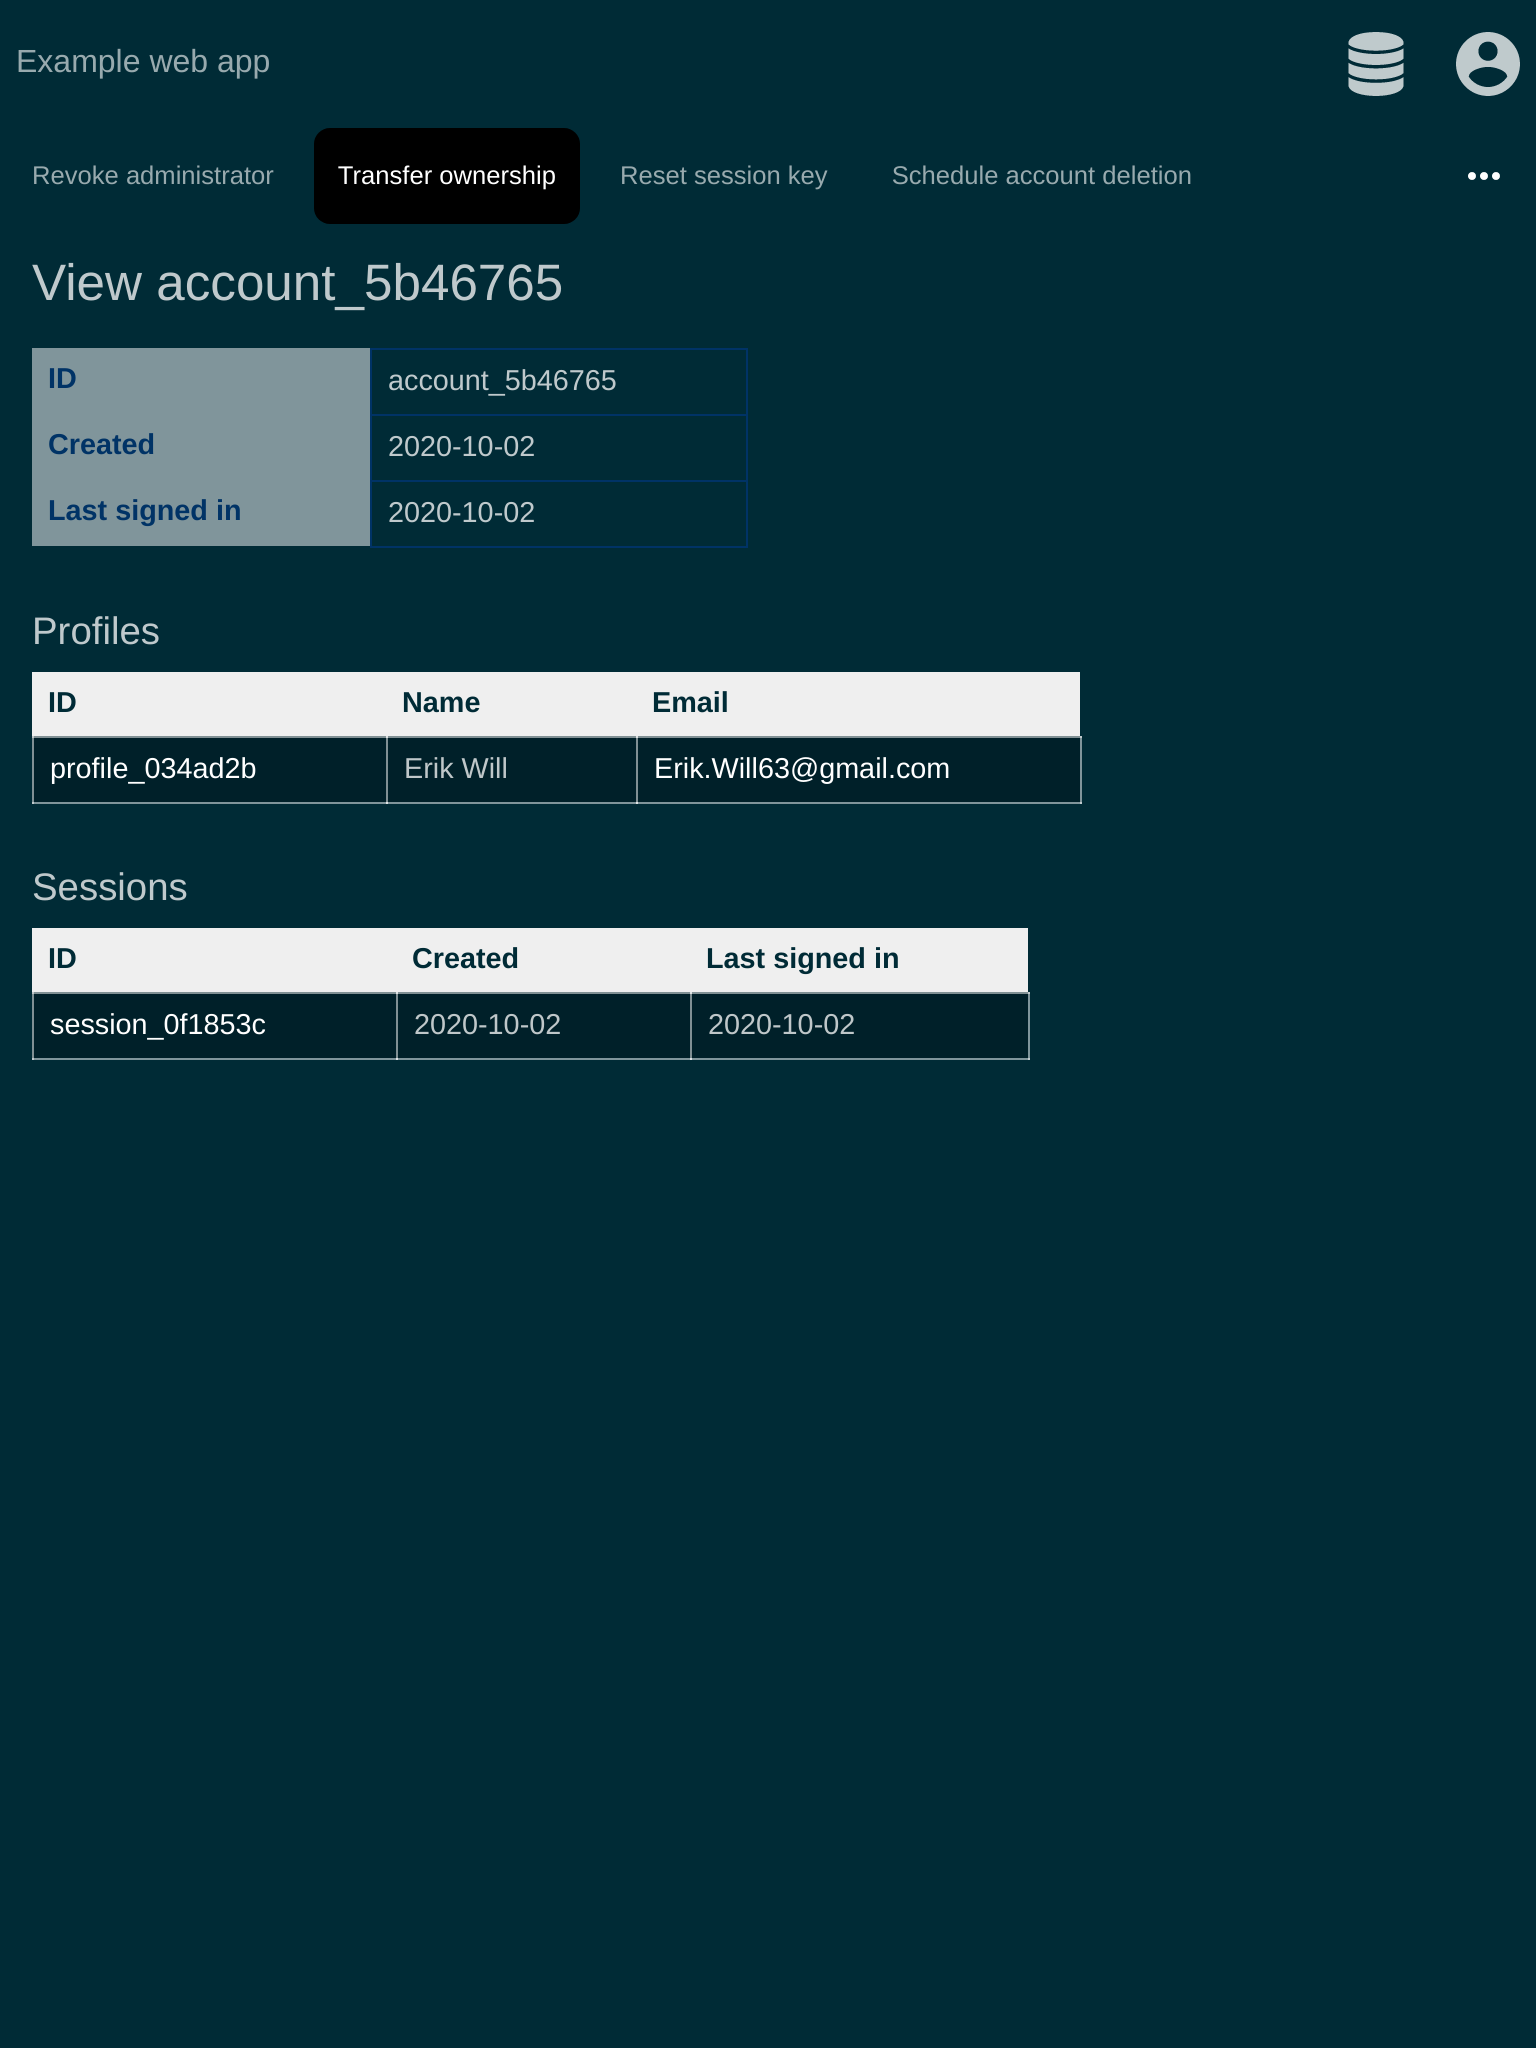 Example web app
Revoke administrator Transfer ownership Reset session key Schedule account deletion
View account_5b46765
ID account_5b46765
Created 2020-10-02
Last signed in 2020-10-02
Profiles
ID Name Email
profile_034ad2b Erik Will Erik.Will63@gmail.com
Sessions
ID Created Last signed in
session_0f1853c 2020-10-02 2020-10-02